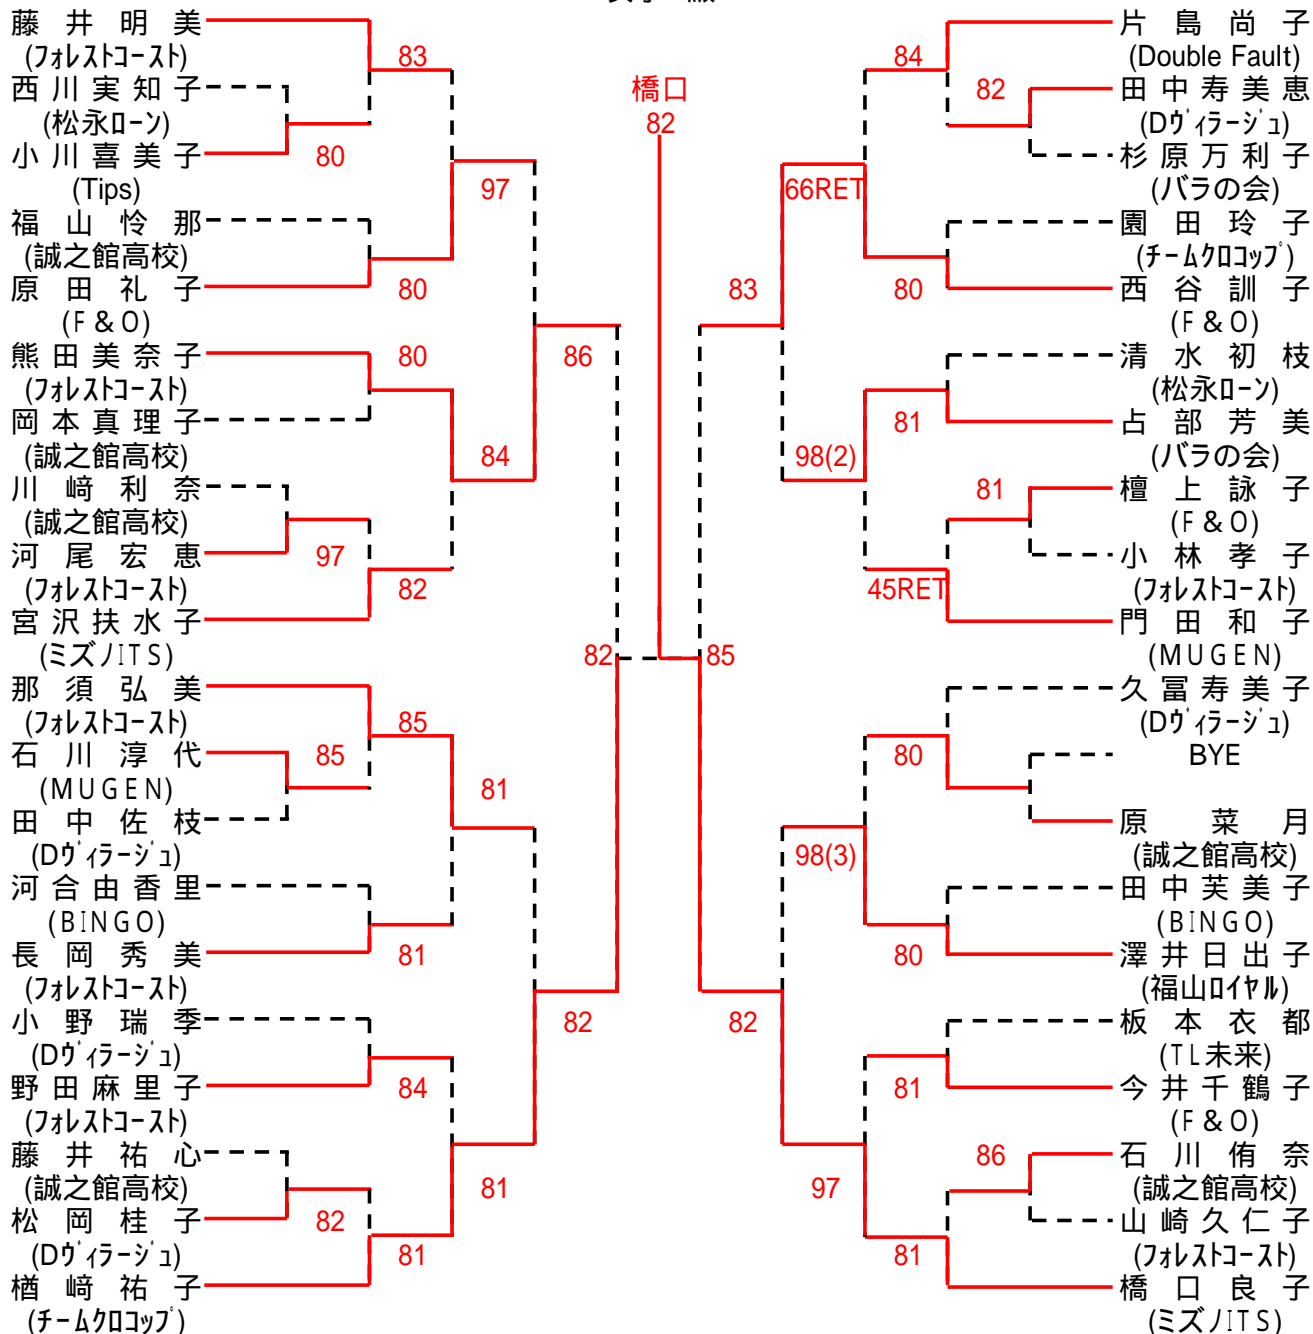 藤井明美
(フォレストコースト)
83
西川実知子
(松永ローン)
小川喜美子
80
(Tips)
97
福山怜那
(誠之館高校)
原田礼子
80
(F&O)
熊田美奈子
80
86
(フォレストコースト)
岡本真理子
(誠之館高校)
84
川﨑利奈
(誠之館高校)
河尾宏恵
97
(フォレストコースト)
82
宮沢扶水子
(ミズノITS)
82
那須弘美
(フォレストコースト)
85
石川淳代
85
(MUGEN)
81
田中佐枝
(Dヴィラージュ)
河合由香里
(BINGO)
長岡秀美
81
(フォレストコースト)
小野瑞季
82
(Dヴィラージュ)
野田麻里子
84
(フォレストコースト)
藤井祐心
(誠之館高校)
81
松岡桂子
82
(Dヴィラージュ)
81
楢﨑祐子
(チームクロコップ)
橋口
82
片島尚子
84
(Double Fault)
82
田中寿美恵
(Dヴィラージュ)
杉原万利子
66RET
(バラの会)
園田玲子
(チームクロコップ)
83
80
西谷訓子
(F&O)
清水初枝
(松永ローン)
81
占部芳美
98(2)
(バラの会)
81
檀上詠子
(F&O)
小林孝子
45RET
(フォレストコースト)
門田和子
85
(MUGEN)
久冨寿美子
(Dヴィラージュ)
80
BYE
原菜月
98(3)
(誠之館高校)
田中芙美子
(BINGO)
80
澤井日出子
(福山ロイヤル)
82
板本衣都
(TL未来)
81
今井千鶴子
(F&O)
86
石川侑奈
97
(誠之館高校)
山崎久仁子
81
(フォレストコースト)
橋口良子
(ミズノITS)